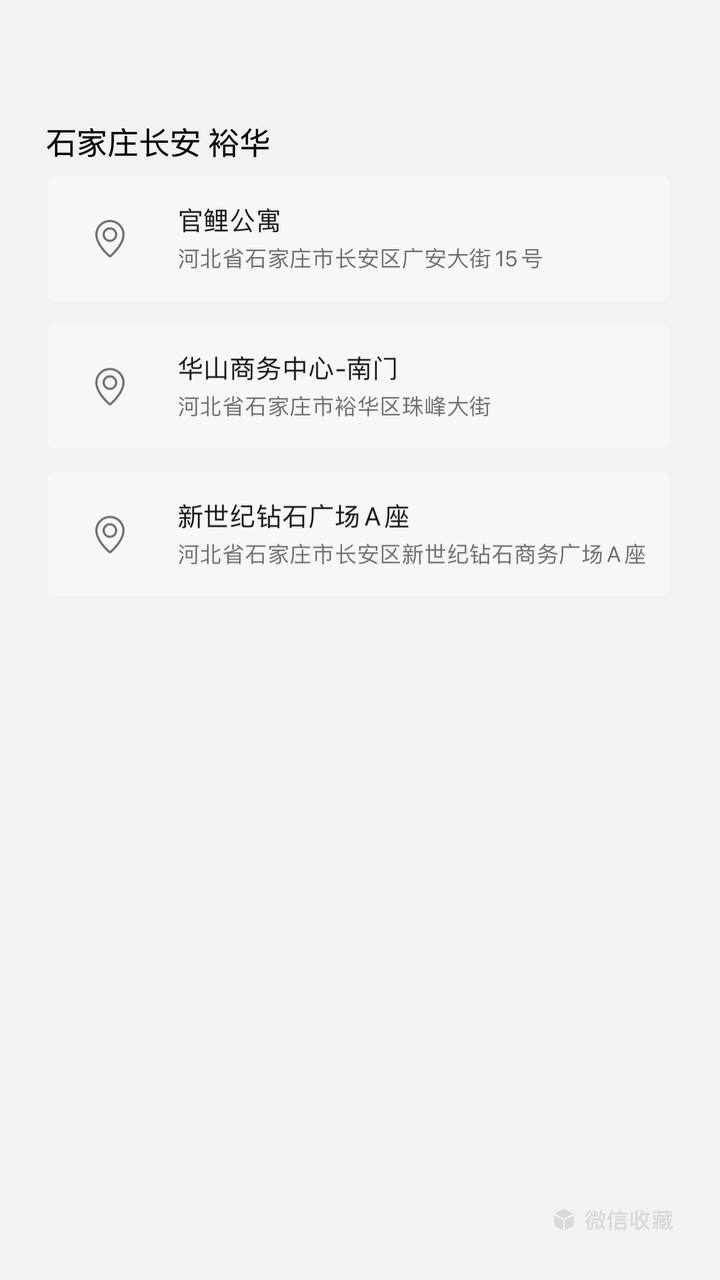 石家庄长安 裕华
官鲤公寓
河北省石家庄市长安区广安大街15号
华山商务中心-南门
河北省石家庄市裕华区珠峰大街
新世纪钻石广场A座
河北省石家庄市长安区新世纪钻石商务广场A座
微信收藏